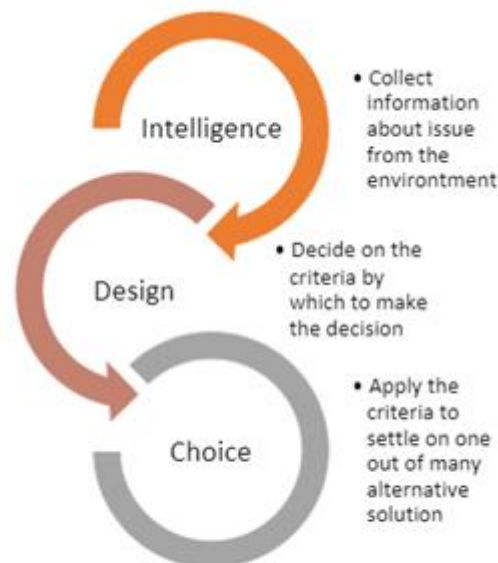 Intelligence
• Collect
information
about issue
from the
environtment
Design
• Decide on the
criteria by
which to make
the decision
Choice
• Apply the
criteria to
settle on one
out of many
alternative
solution